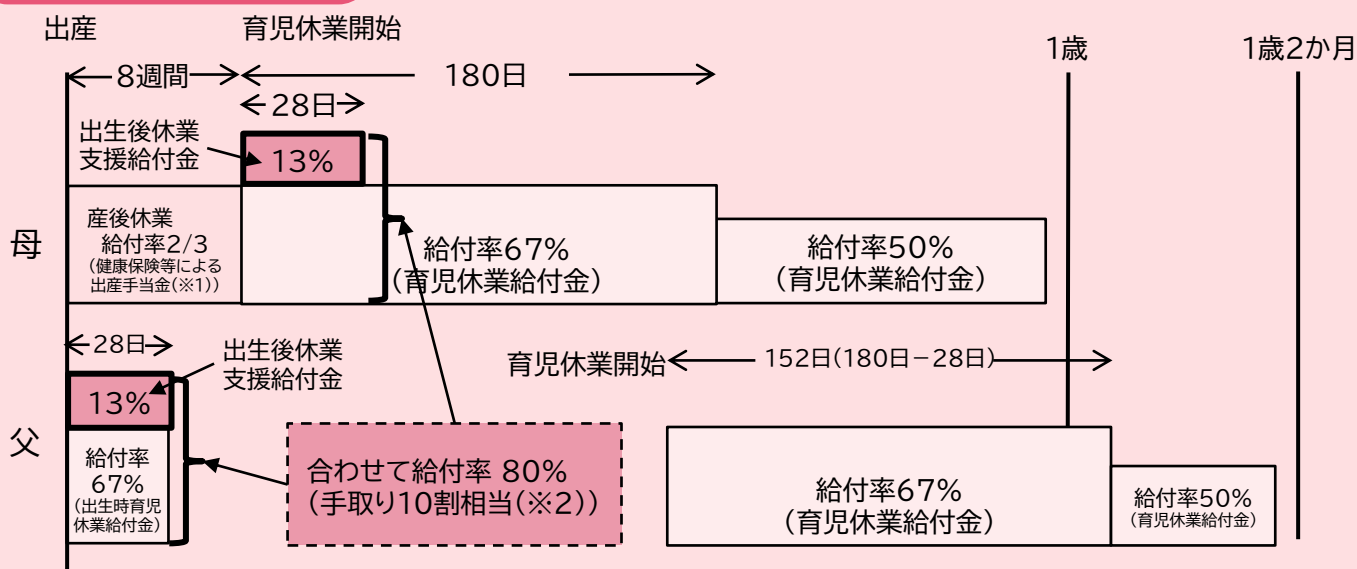 出産
育児休業開始
1歳
1歳2か月
8週間
180日
28日
出生後休業
支援給付金
13%
母
産後休業
給付率2/3
(健康保険等による
出産手当金(※1))
給付率67%
(育児休業給付金)
給付率50%
(育児休業給付金)
28日
出生後休業
支援給付金
育児休業開始
152日(180日-28日)
13%
父
給付率
67%
(出生時育児
休業給付金)
合わせて給付率 80%
(手取り10割相当(※2))
給付率67%
(育児休業給付金)
給付率50%
(育児休業給付金)